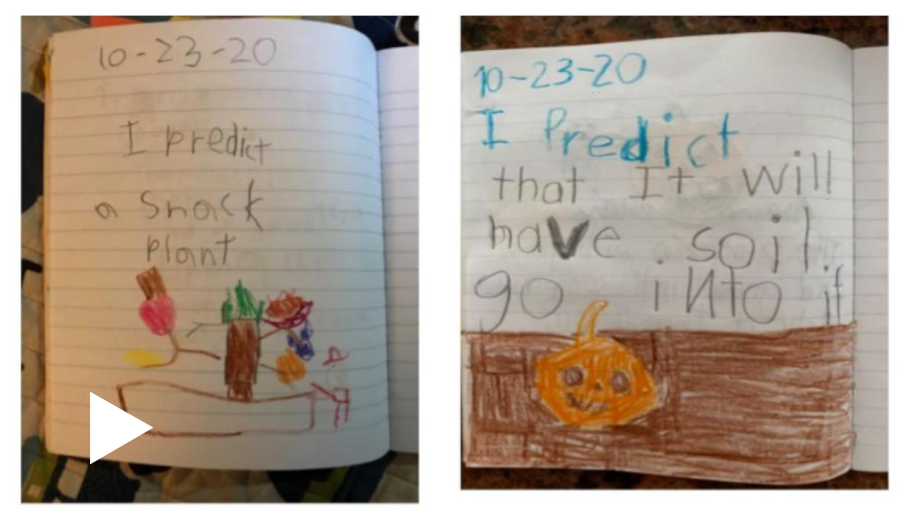 10-23-20
I predict
a snack
plant
10-23-20
I Predict
that It will
have soil.
go into it